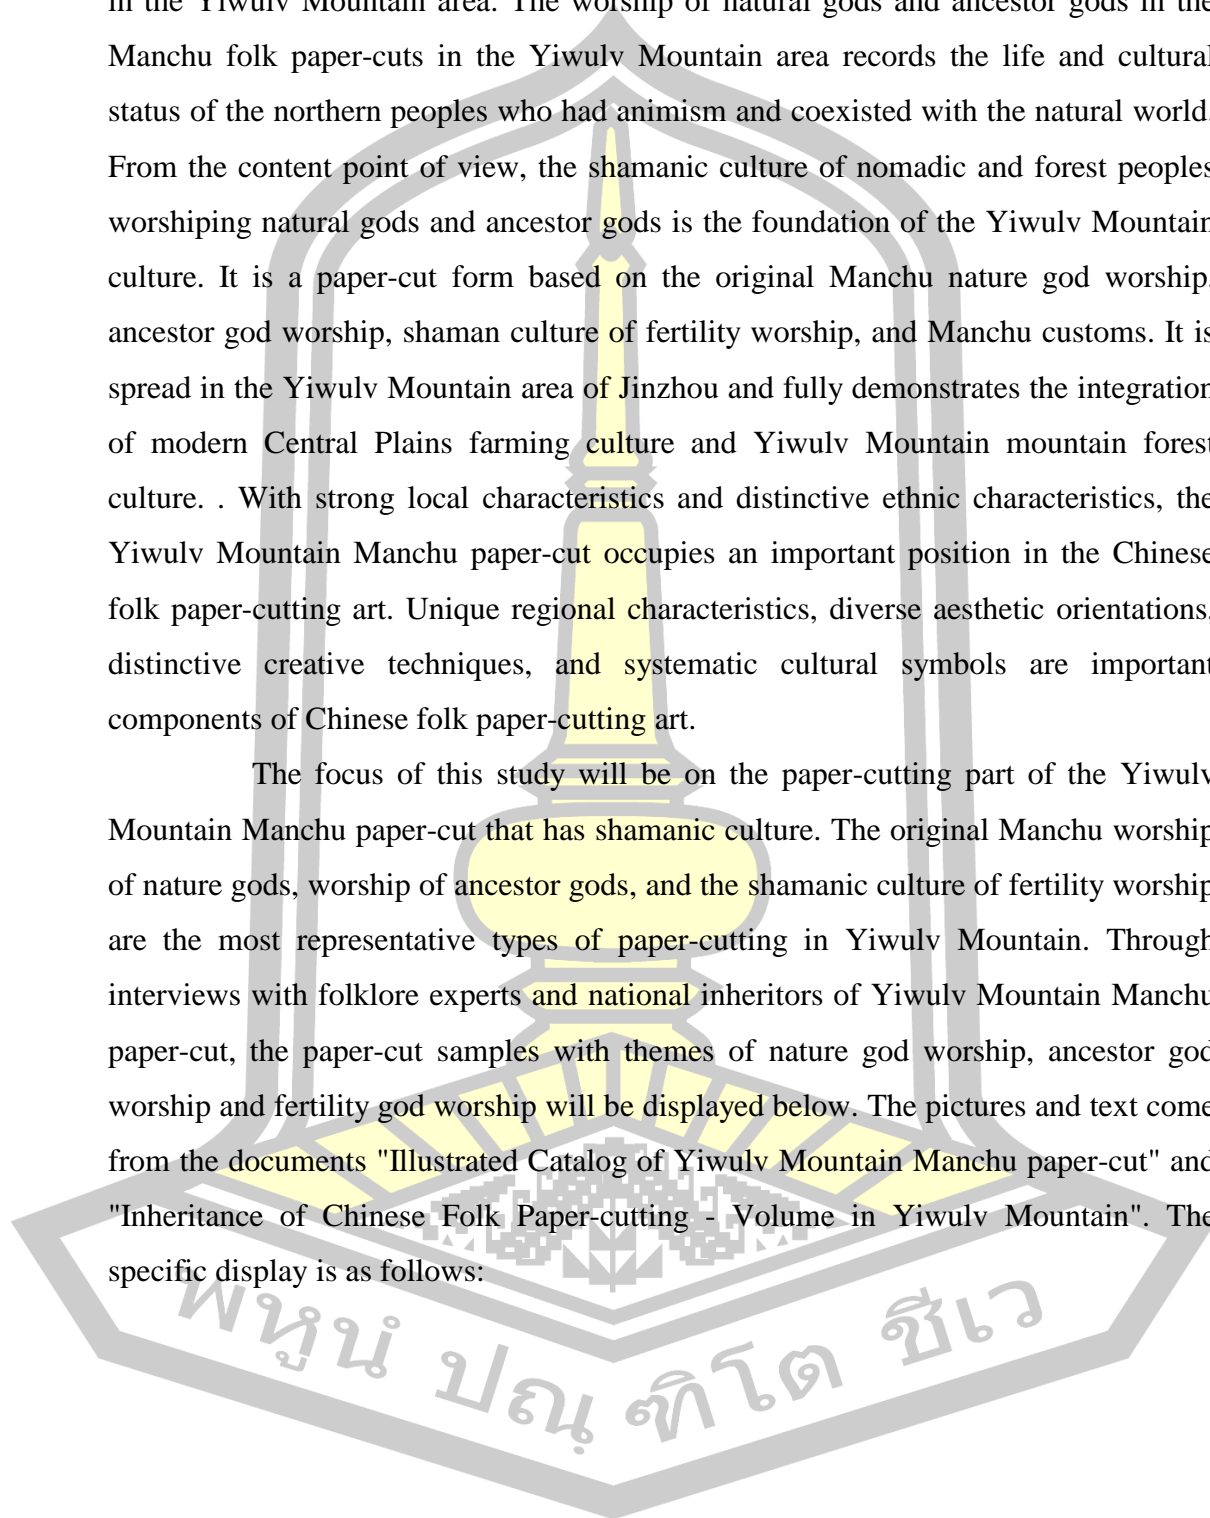 in the Yiwulv Mountain area. The worship of natural gods and ancestor gods in the
Manchu folk paper-cuts in the Yiwulv Mountain area records the life and cultural
status of the northern peoples who had animism and coexisted with the natural world.
From the content point of view, the shamanic culture of nomadic and forest peoples
worshiping natural gods and ancestor gods is the foundation of the Yiwulv Mountain
culture. It is a paper-cut form based on the original Manchu nature god worship,
ancestor god worship, shaman culture of fertility worship, and Manchu customs. It is
spread in the Yiwulv Mountain area of Jinzhou and fully demonstrates the integration
of modern Central Plains farming culture and Yiwulv Mountain mountain forest
culture. . With strong local characteristics and distinctive ethnic characteristics, the
Yiwulv Mountain Manchu paper-cut occupies an important position in the Chinese
folk paper-cutting art. Unique regional characteristics, diverse aesthetic orientations,
distinctive creative techniques, and systematic cultural symbols are important
components of Chinese folk paper-cutting art.
The focus of this study will be on the paper-cutting part of the Yiwulv
Mountain Manchu paper-cut that has shamanic culture. The original Manchu worship
of nature gods, worship of ancestor gods, and the shamanic culture of fertility worship
are the most representative types of paper-cutting in Yiwulv Mountain. Through
interviews with folklore experts and national inheritors of Yiwulv Mountain Manchu
paper-cut, the paper-cut samples with themes of nature god worship, ancestor god
worship and fertility god worship will be displayed below. The pictures and text come
from the documents "Illustrated Catalog of Yiwulv Mountain Manchu paper-cut" and
"Inheritance of Chinese Folk Paper-cutting - Volume in Yiwulv Mountain". The
specific display is as follows:
พหูนํ ปณฺฑิโต ชีเว